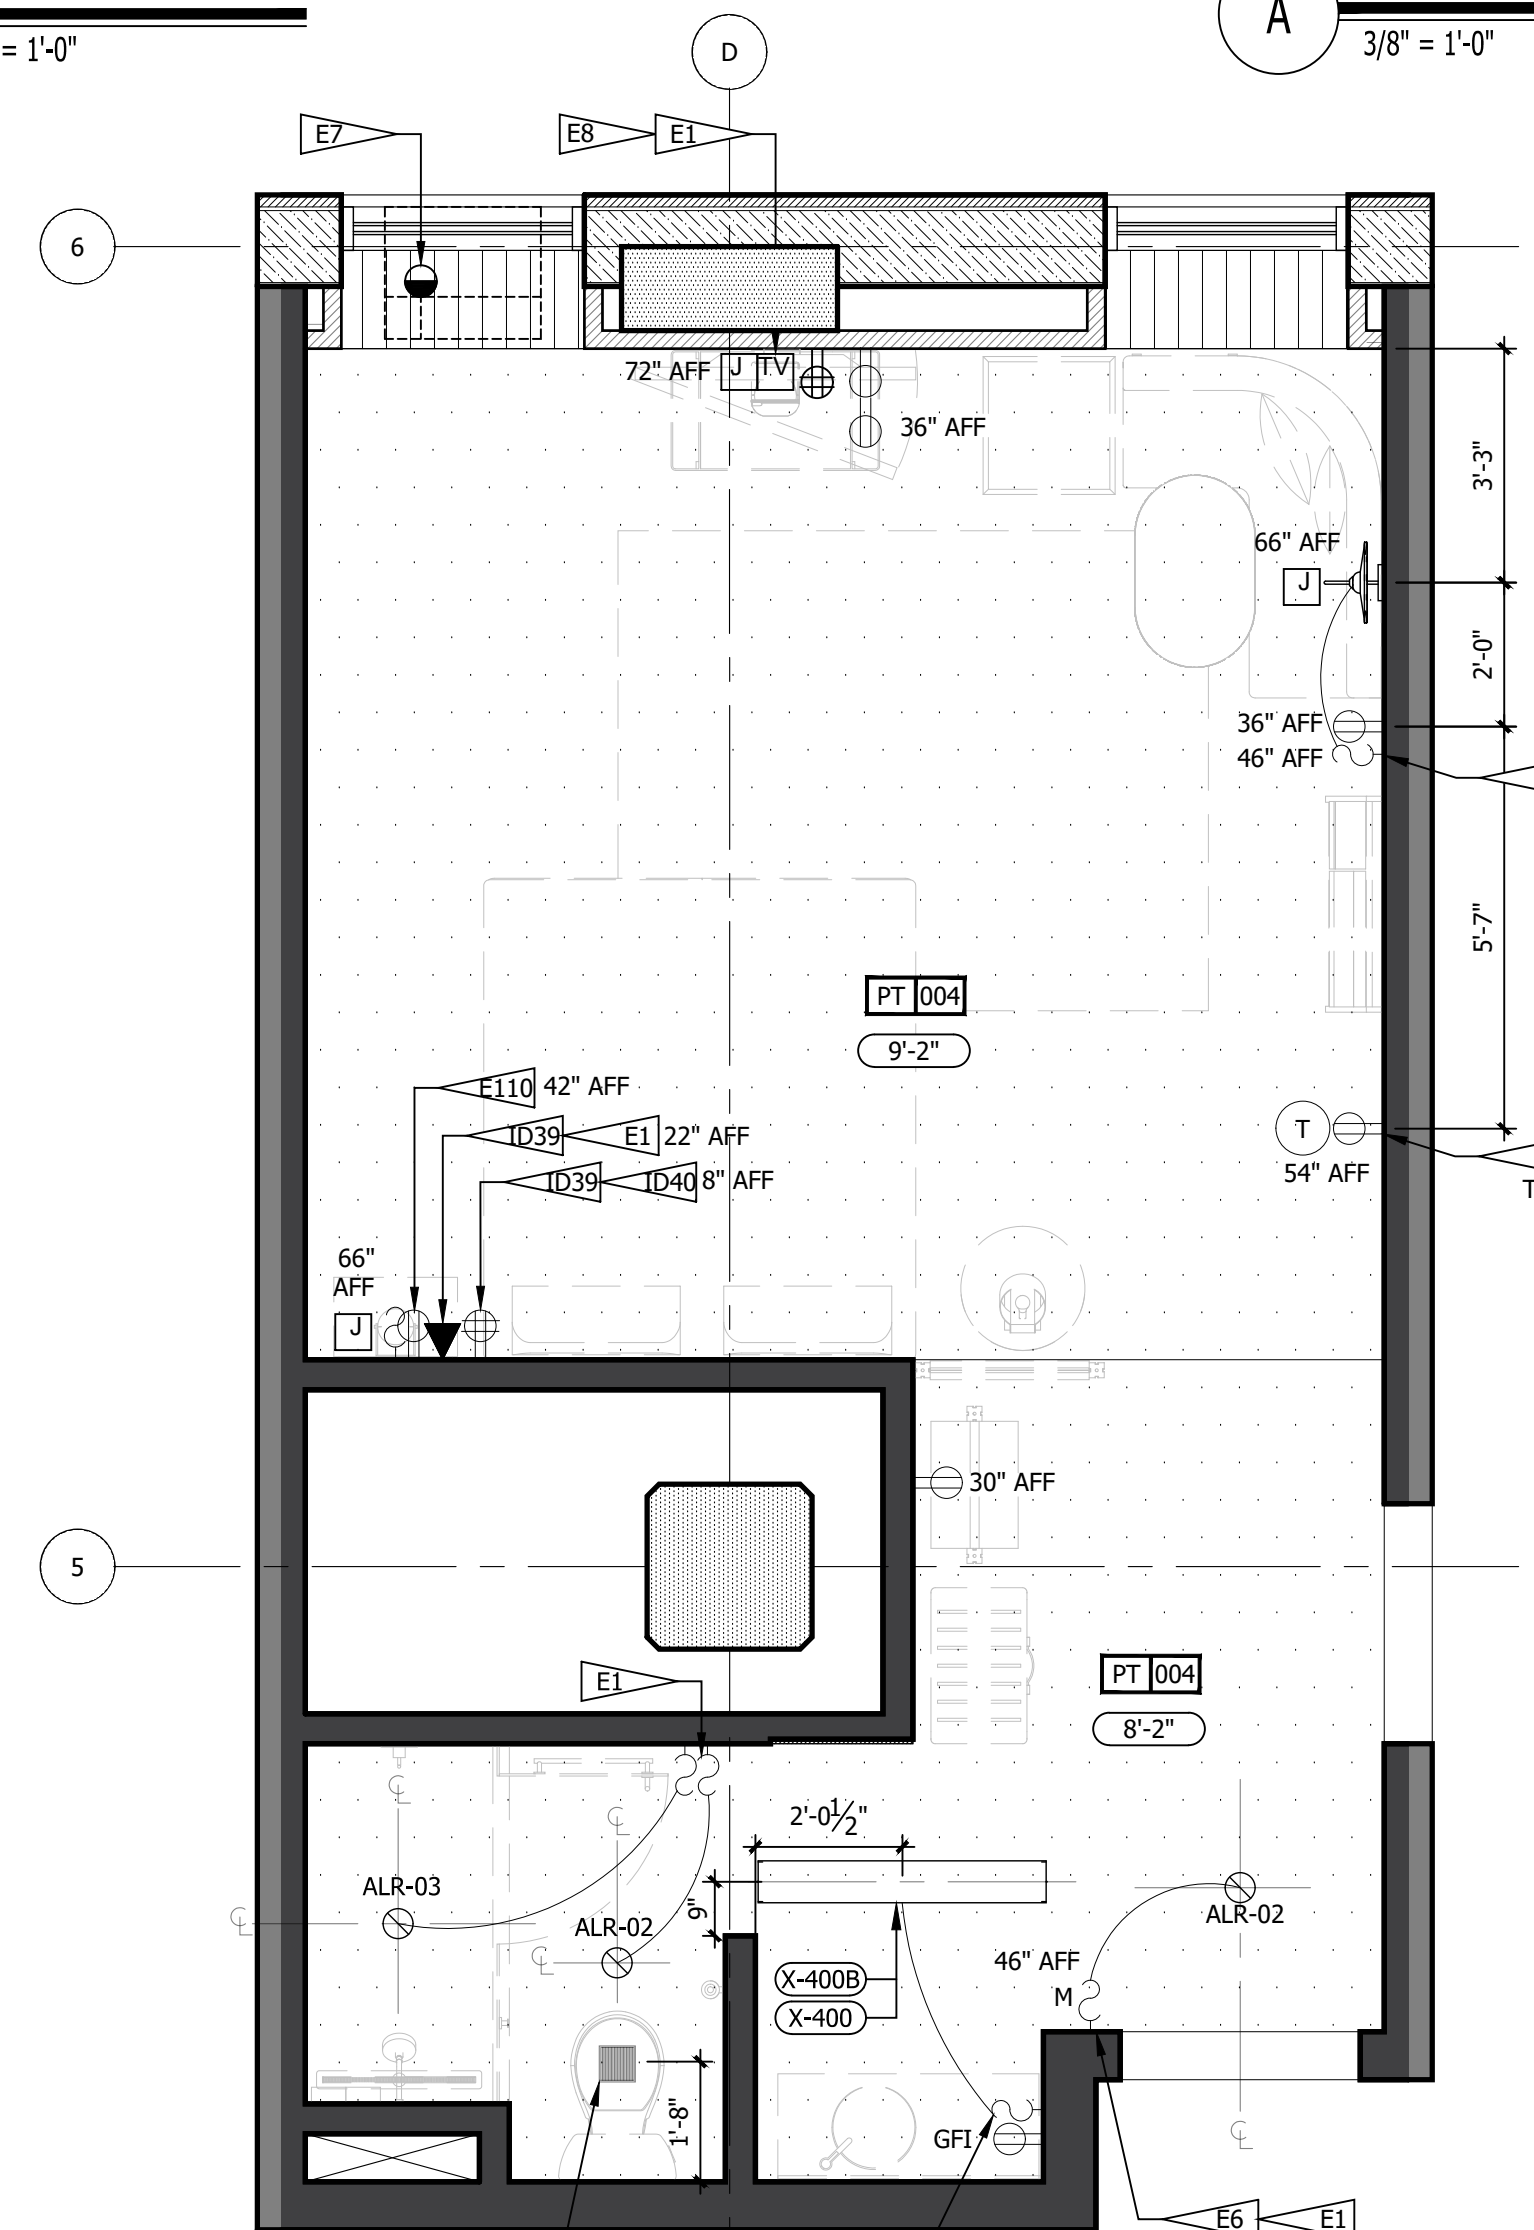 = 1'-0"
A
3/8" = 1'-0"
D
E7
E8
E1
6
72" AFF
J
TV
36" AFF
3'-3"
66" AFF
J
2'-0"
36" AFF
46" AFF
5'-7"
PT 004
9'-2"
E110 42" AFF
ID39 E1 22" AFF
ID39 ID40 8" AFF
T
54" AFF
T
66"
AFF
J
30" AFF
5
E1
PT 004
8'-2"
2'-0 1/2"
ALR-03
9"
ALR-02
ALR-02
46" AFF
X-400B
M
X-400
1'-8"
GFI
E6
E1